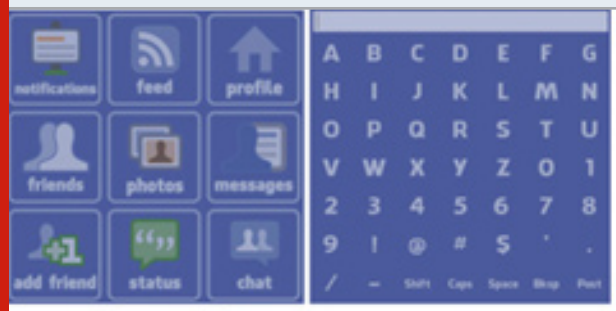 notifications feed profile
friends photos messages
+1
add friend status chat
A B C D E F G
H I J K L M N
O P Q R S T U
V W X Y Z 0 1
2 3 4 5 6 7 8
9 ! @ # $ ' .
/ - Shift Caps Space Bksp Post